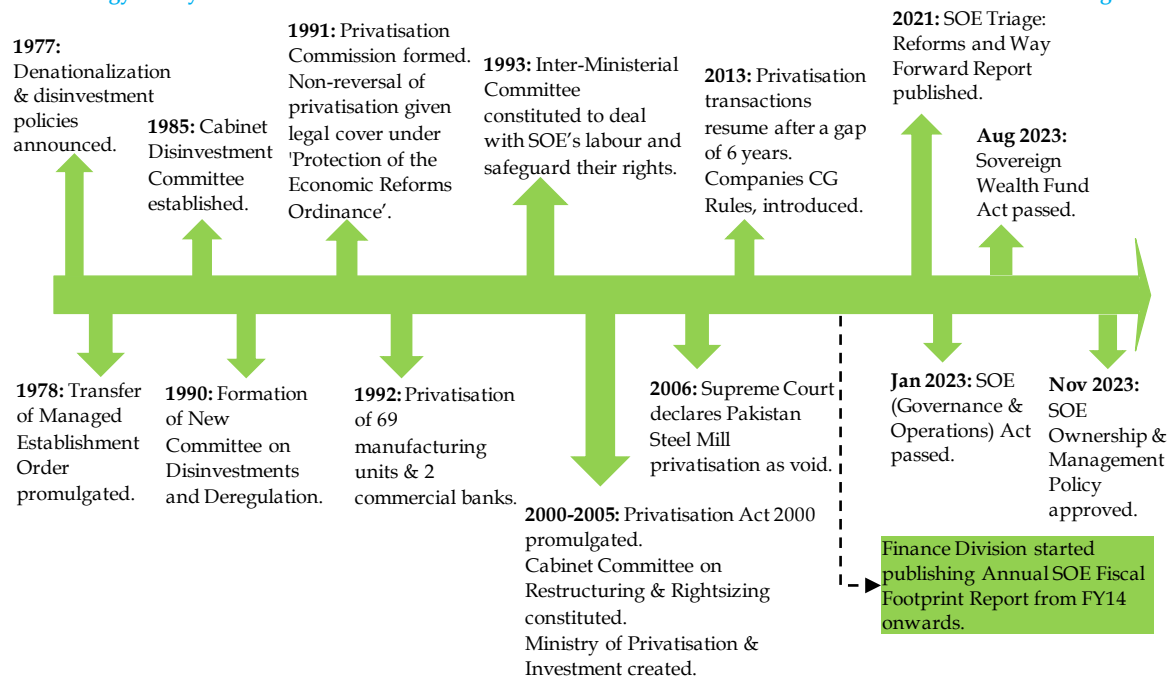 1977:
Denationalization
& disinvestment
policies
announced.
1985: Cabinet
Disinvestment
Committee
established.
1991: Privatisation
Commission formed.
Non-reversal of
privatisation given
legal cover under
'Protection of the
Economic Reforms
Ordinance’.
1993: Inter-Ministerial
Committee
constituted to deal
with SOE’s labour and
safeguard their rights.
2013: Privatisation
transactions
resume after a gap
of 6 years.
Companies CG
Rules, introduced.
2021: SOE Triage:
Reforms and Way
Forward Report
published.
Aug 2023:
Sovereign
Wealth Fund
Act passed.
1978: Transfer
of Managed
Establishment
Order
promulgated.
1990: Formation
of New
Committee on
Disinvestments
and Deregulation.
1992: Privatisation
of 69
manufacturing
units & 2
commercial banks.
2000-2005: Privatisation Act 2000
promulgated.
Cabinet Committee on
Restructuring & Rightsizing
constituted.
Ministry of Privatisation &
Investment created.
2006: Supreme Court
declares Pakistan
Steel Mill
privatisation as void.
Jan 2023: SOE
(Governance &
Operations) Act
passed.
Nov 2023:
SOE
Ownership &
Management
Policy
approved.
Finance Division started
publishing Annual SOE Fiscal
Footprint Report from FY14
onwards.